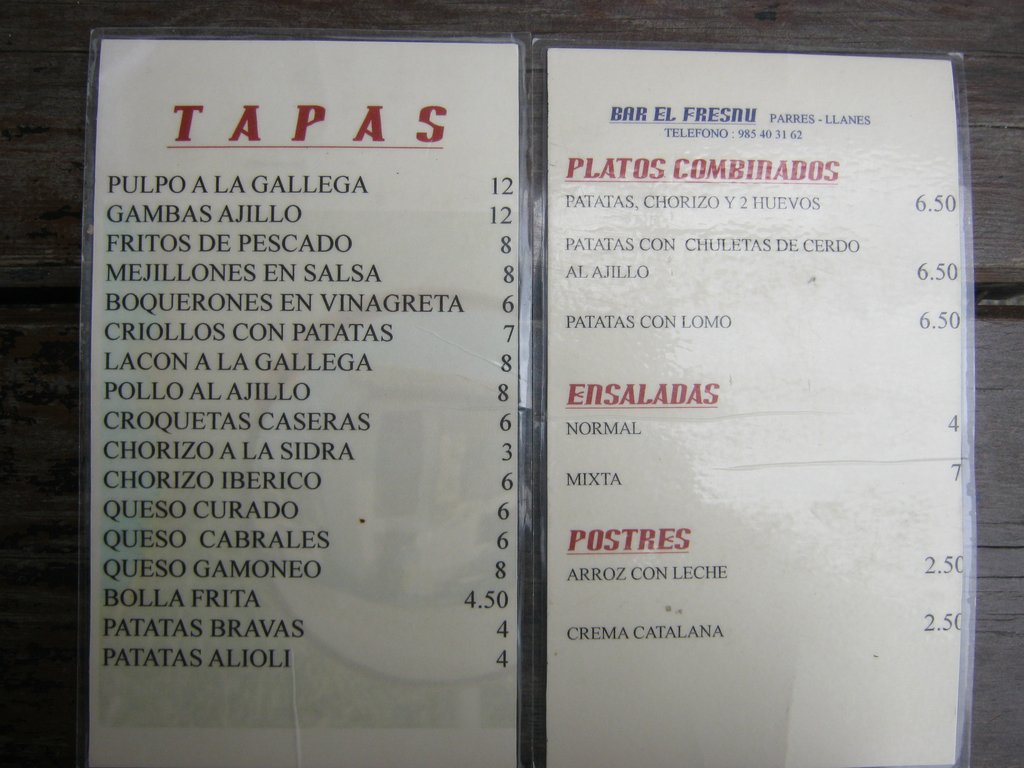 TAPAS
PULPO A LA GALLEGA 12
GAMBAS AJILLO 12
FRITOS DE PESCADO 8
MEJILLONES EN SALSA 8
BOQUERONES EN VINAGRETA 6
CRIOLLOS CON PATATAS 7
LACON A LA GALLEGA 8
POLLO AL AJILLO 8
CROQUETAS CASERAS 6
CHORIZO A LA SIDRA 3
CHORIZO IBERICO 6
QUESO CURADO 6
QUESO CABRALES 6
QUESO GAMONEO 8
BOLLA FRITA 4.50
PATATAS BRAVAS 4
PATATAS ALIOLI 4
BAR EL FRESNU PARRES - LLANES
TELEFONO : 985 40 31 62
PLATOS COMBINADOS
PATATAS, CHORIZO Y 2 HUEVOS 6.50
PATATAS CON CHULETAS DE CERDO
AL AJILLO 6.50
PATATAS CON LOMO 6.50
ENSALADAS
NORMAL 4
MIXTA 7
POSTRES
ARROZ CON LECHE 2.50
CREMA CATALANA 2.50